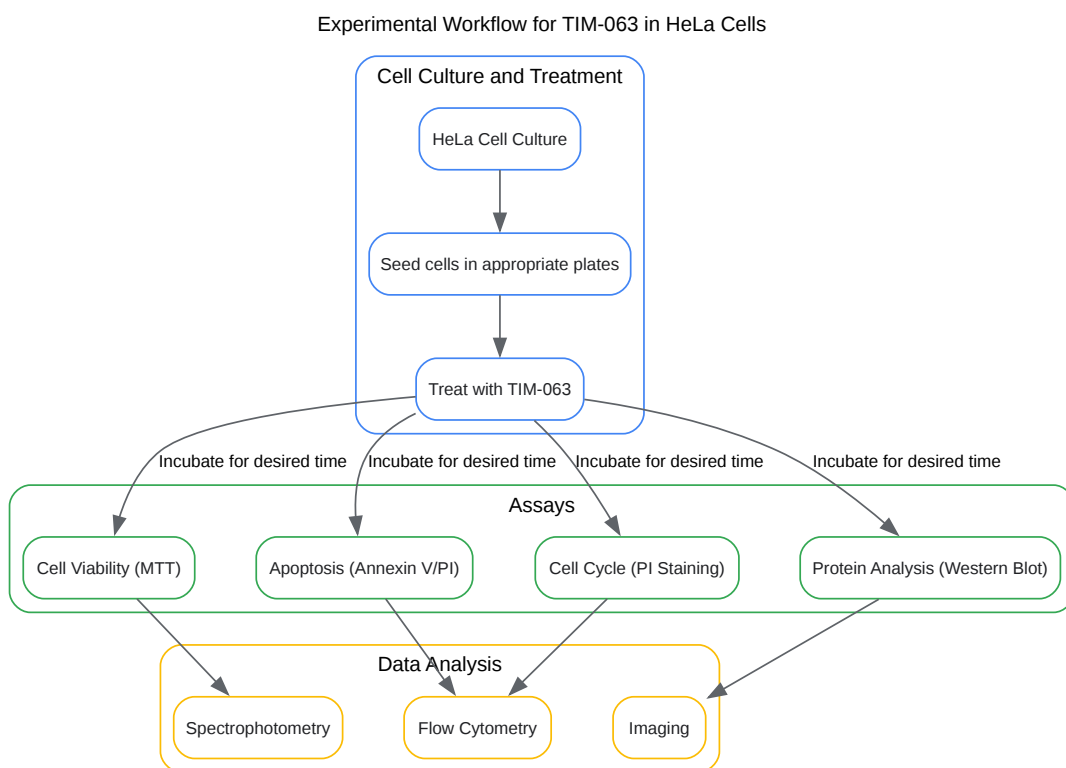 Experimental Workflow for TIM-063 in HeLa Cells
Cell Culture and Treatment
HeLa Cell Culture
Seed cells in appropriate plates
Treat with TIM-063
Incubate for desired time
Incubate for desired time
Incubate for desired time
Incubate for desired time
Assays
Cell Viability (MTT)
Apoptosis (Annexin V/PI)
Cell Cycle (PI Staining)
Protein Analysis (Western Blot)
Data Analysis
Spectrophotometry
Flow Cytometry
Imaging